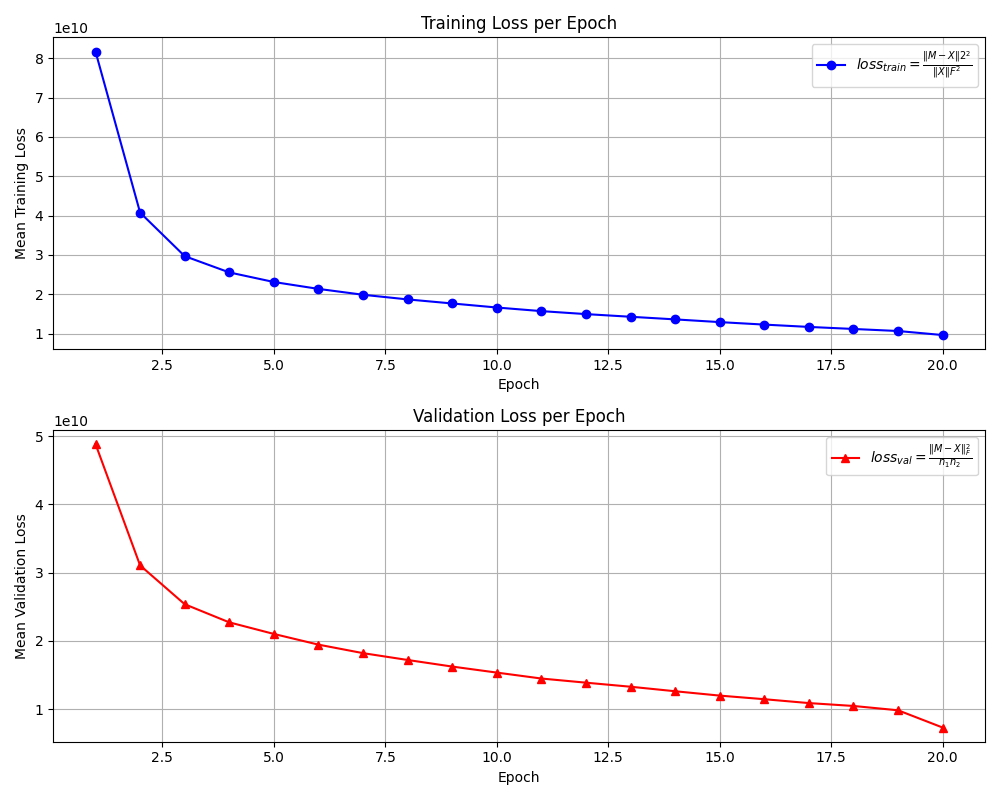 Training Loss per Epoch
1e10
8
7
6
5
4
3
2
1
Mean Training Loss
loss_train = ‖M − X‖2² / ‖X‖F²
2.5 5.0 7.5 10.0 12.5 15.0 17.5 20.0
Epoch
Validation Loss per Epoch
1e10
5
4
3
2
1
Mean Validation Loss
loss_val = ‖M − X‖_F² / n₁n₂
2.5 5.0 7.5 10.0 12.5 15.0 17.5 20.0
Epoch